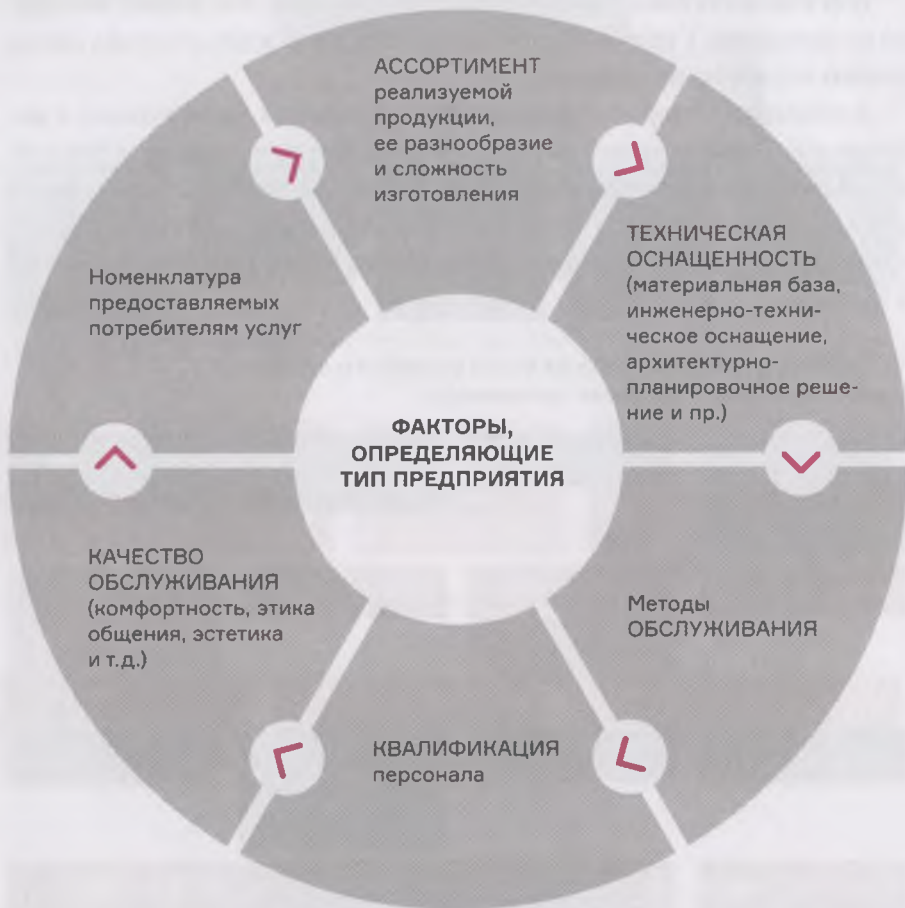 АССОРТИМЕНТ
реализуемой
продукции,
ее разнообразие
и сложность
изготовления
ТЕХНИЧЕСКАЯ
ОСНАЩЕННОСТЬ
(материальная база,
инженерно-техни-
ческое оснащение,
архитектурно-
планировочное реше-
ние и пр.)
Методы
ОБСЛУЖИВАНИЯ
КВАЛИФИКАЦИЯ
персонала
КАЧЕСТВО
ОБСЛУЖИВАНИЯ
(комфортность, этика
общения, эстетика
и т.д.)
Номенклатура
предоставляемых
потребителям услуг
ФАКТОРЫ,
ОПРЕДЕЛЯЮЩИЕ
ТИП ПРЕДПРИЯТИЯ